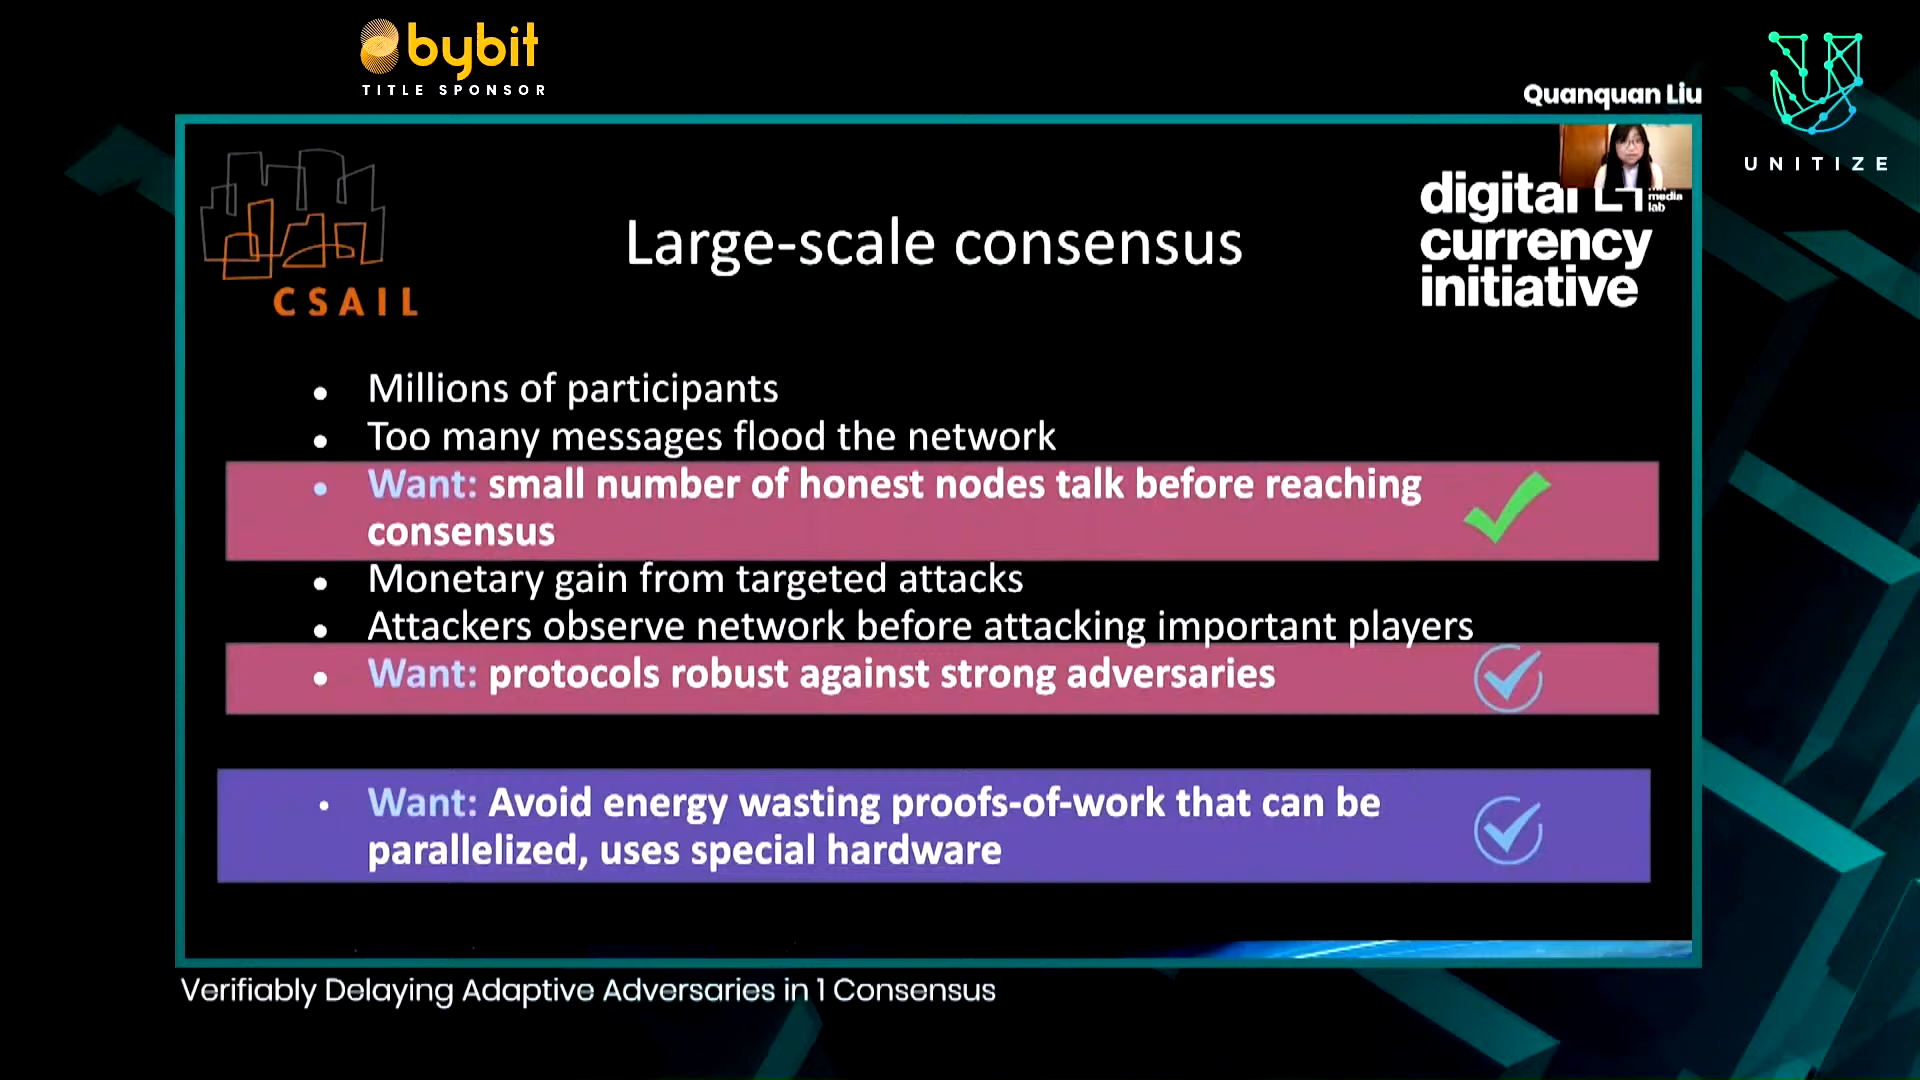 bybit
TITLE SPONSOR
Quanquan Liu
UNITIZE
CSAIL
Large-scale consensus
digital
media
lab
currency
initiative
• Millions of participants
• Too many messages flood the network
• Want: small number of honest nodes talk before reaching
consensus
• Monetary gain from targeted attacks
• Attackers observe network before attacking important players
• Want: protocols robust against strong adversaries
• Want: Avoid energy wasting proofs-of-work that can be
parallelized, uses special hardware
Verifiably Delaying Adaptive Adversaries in 1 Consensus